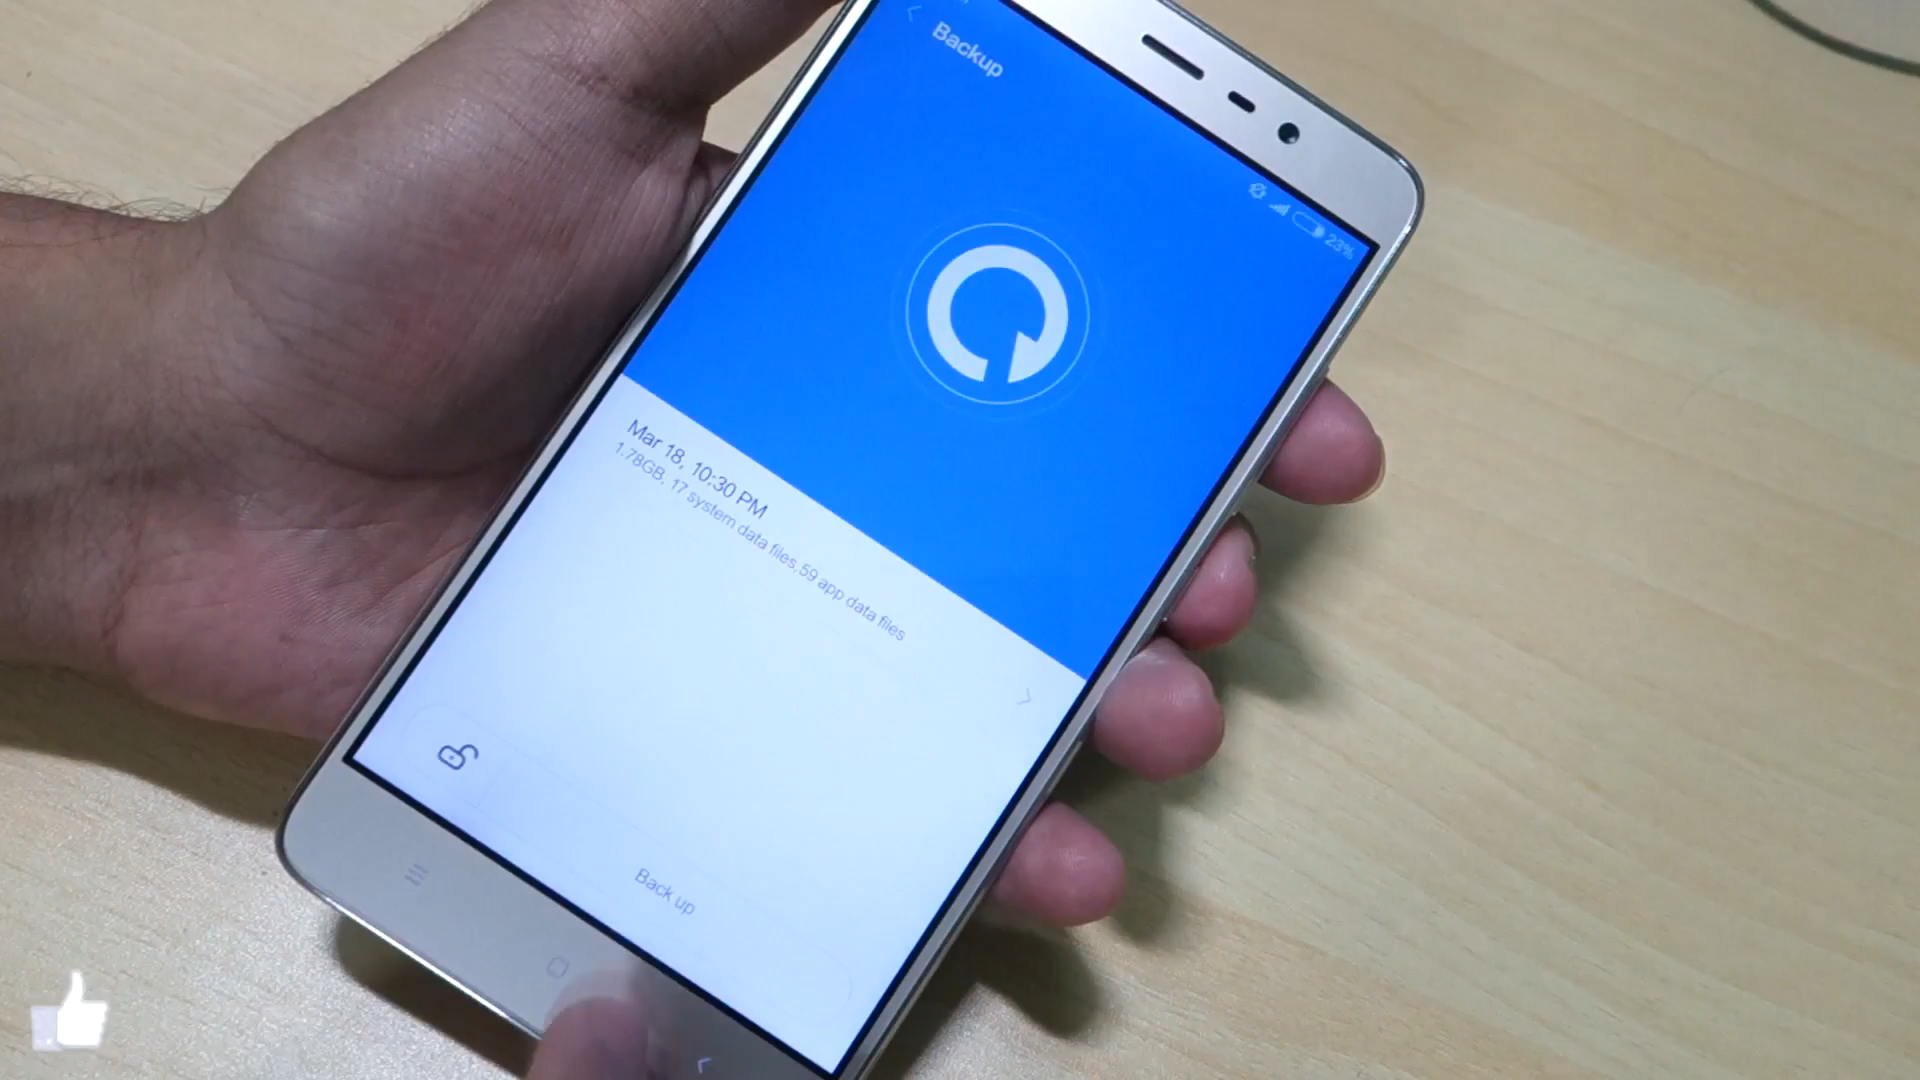 Backup
23%
Mar 18, 10:30 PM
1.78GB, 17 system data files,59 app data files
Back up